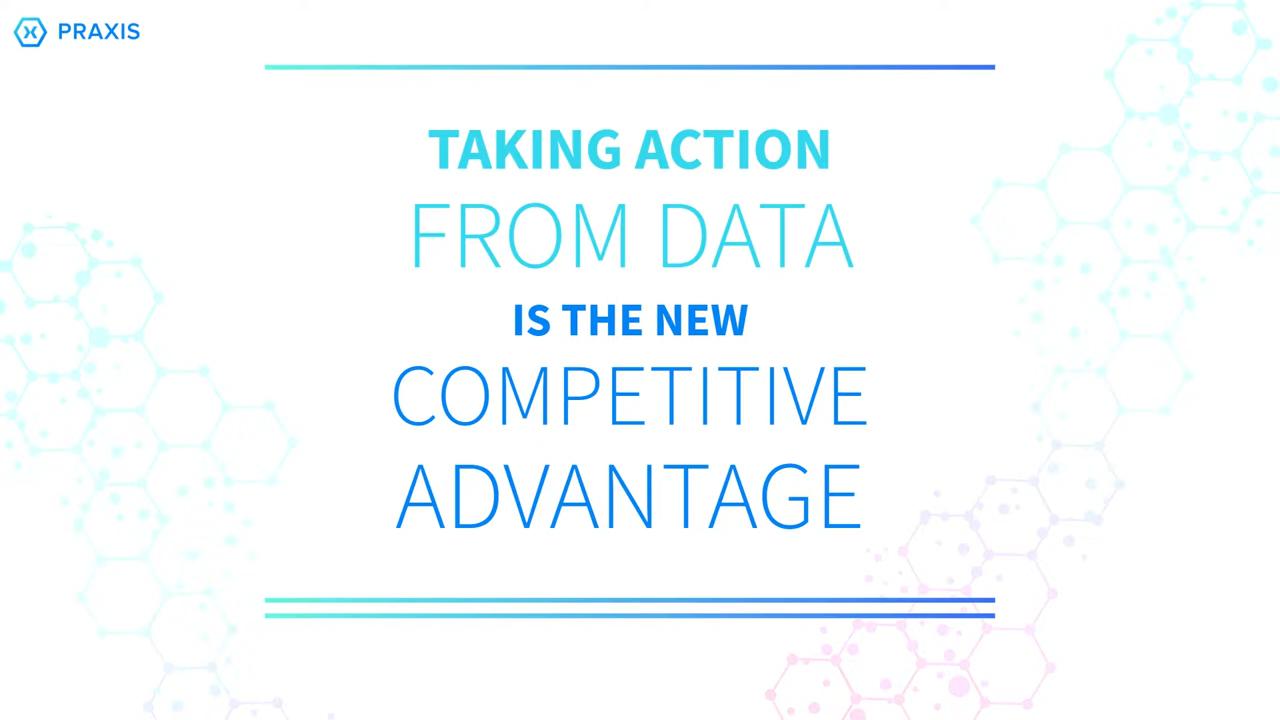 PRAXIS
TAKING ACTION
FROM DATA
IS THE NEW
COMPETITIVE
ADVANTAGE